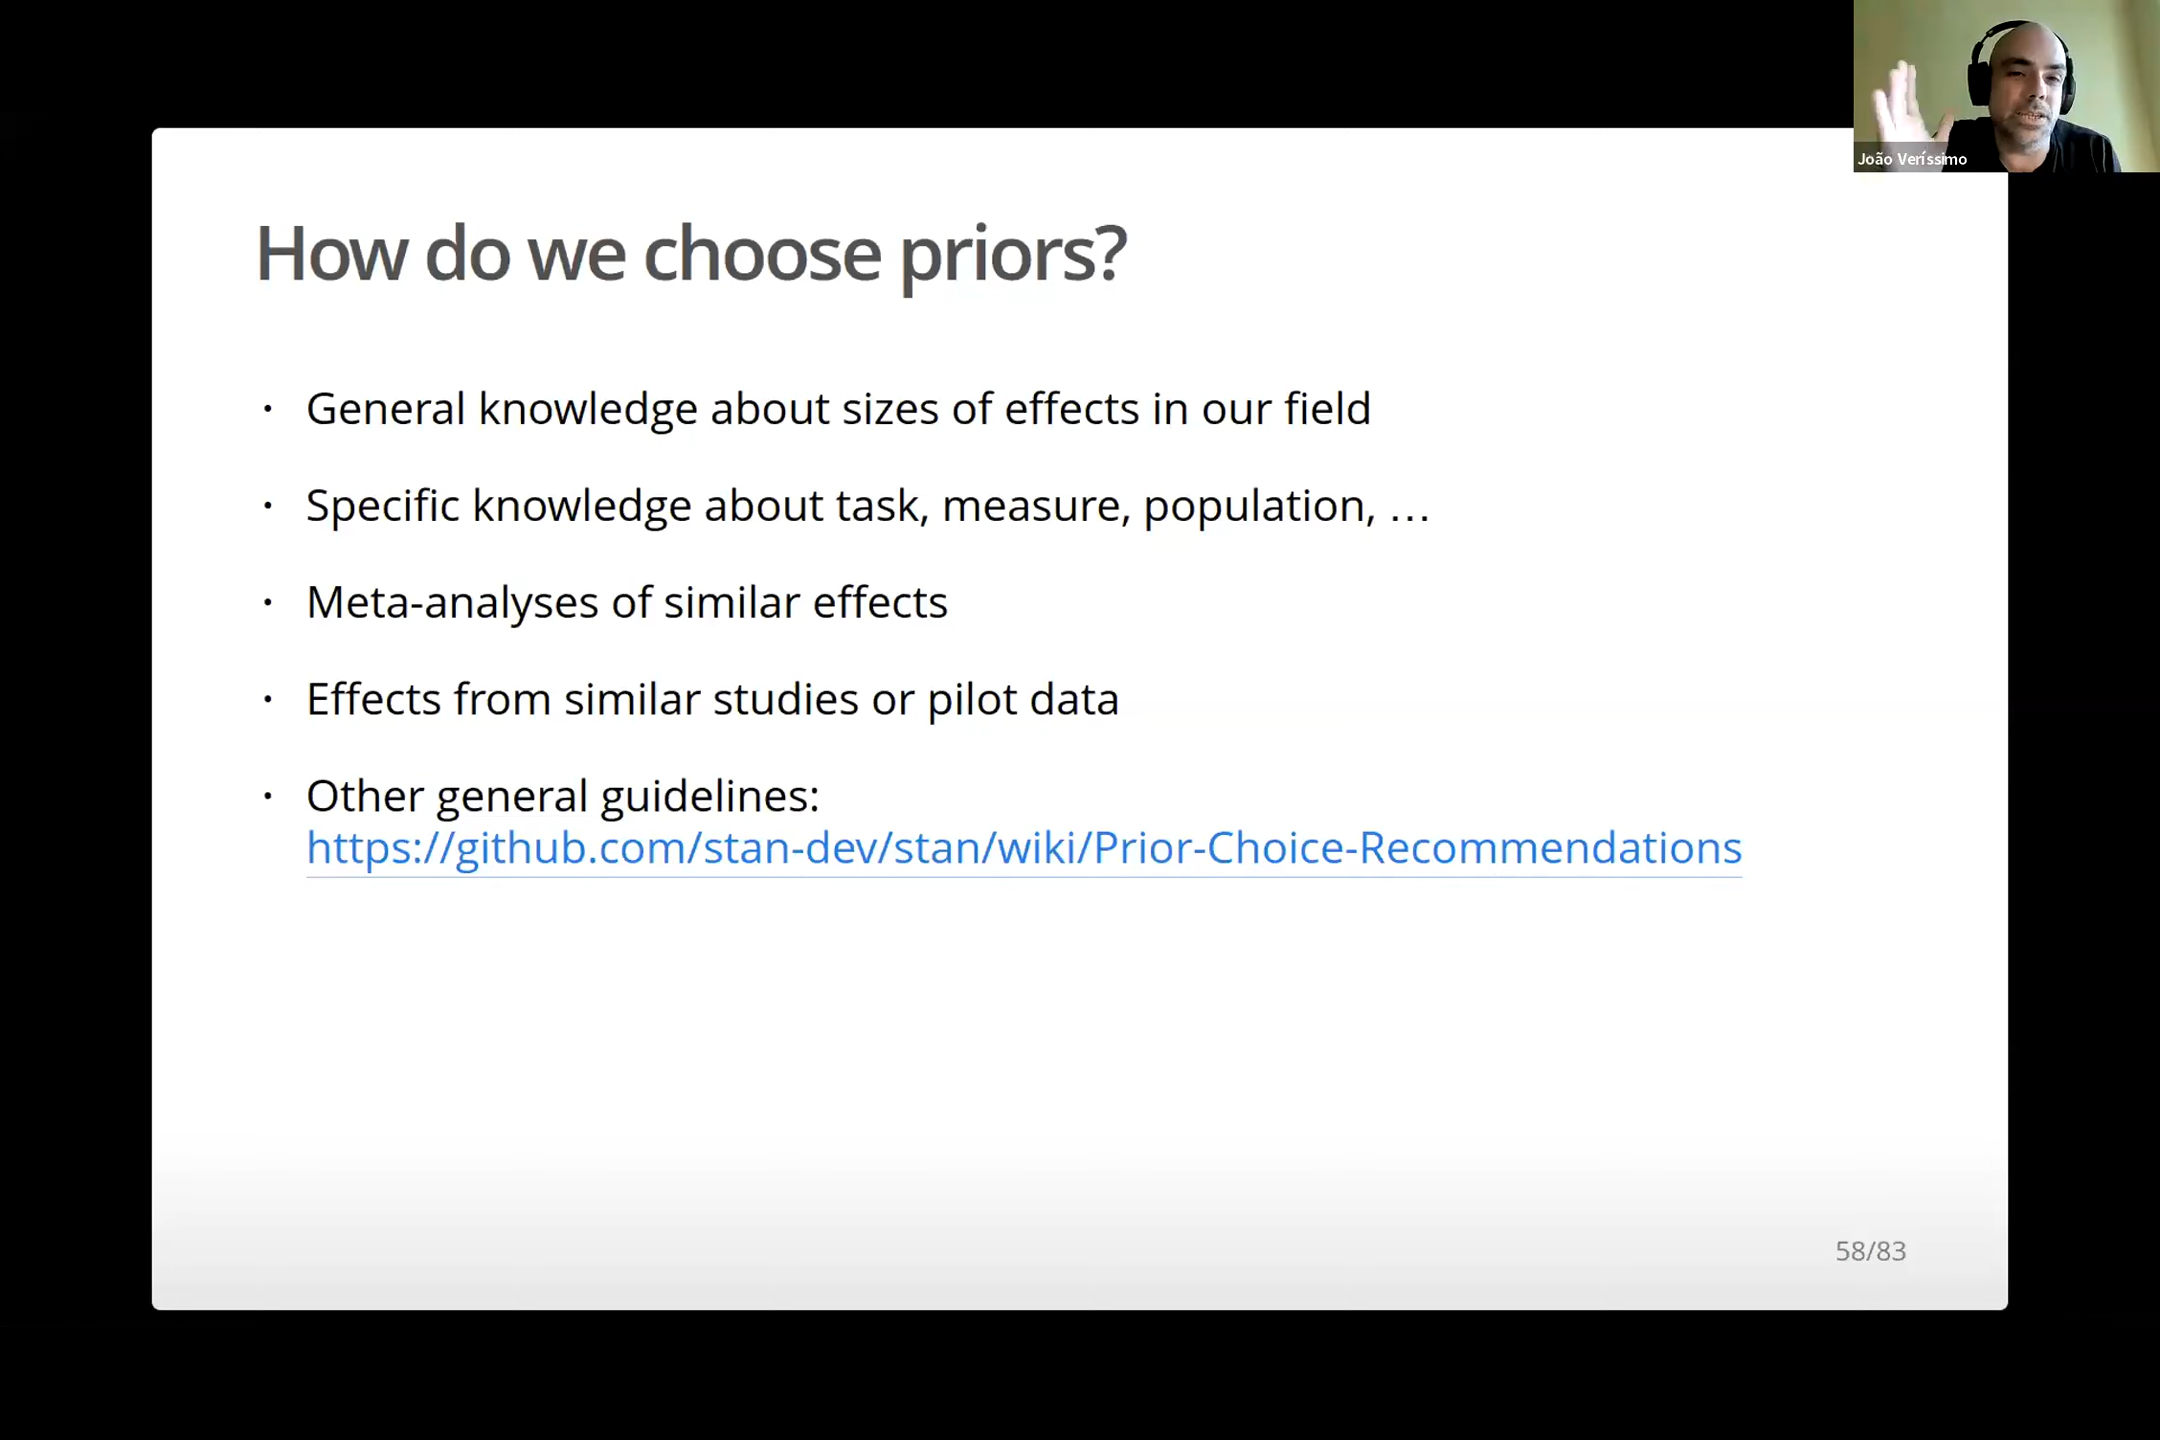 João Veríssimo
How do we choose priors?
• General knowledge about sizes of effects in our field
• Specific knowledge about task, measure, population, …
• Meta-analyses of similar effects
• Effects from similar studies or pilot data
• Other general guidelines:
https://github.com/stan-dev/stan/wiki/Prior-Choice-Recommendations
58/83